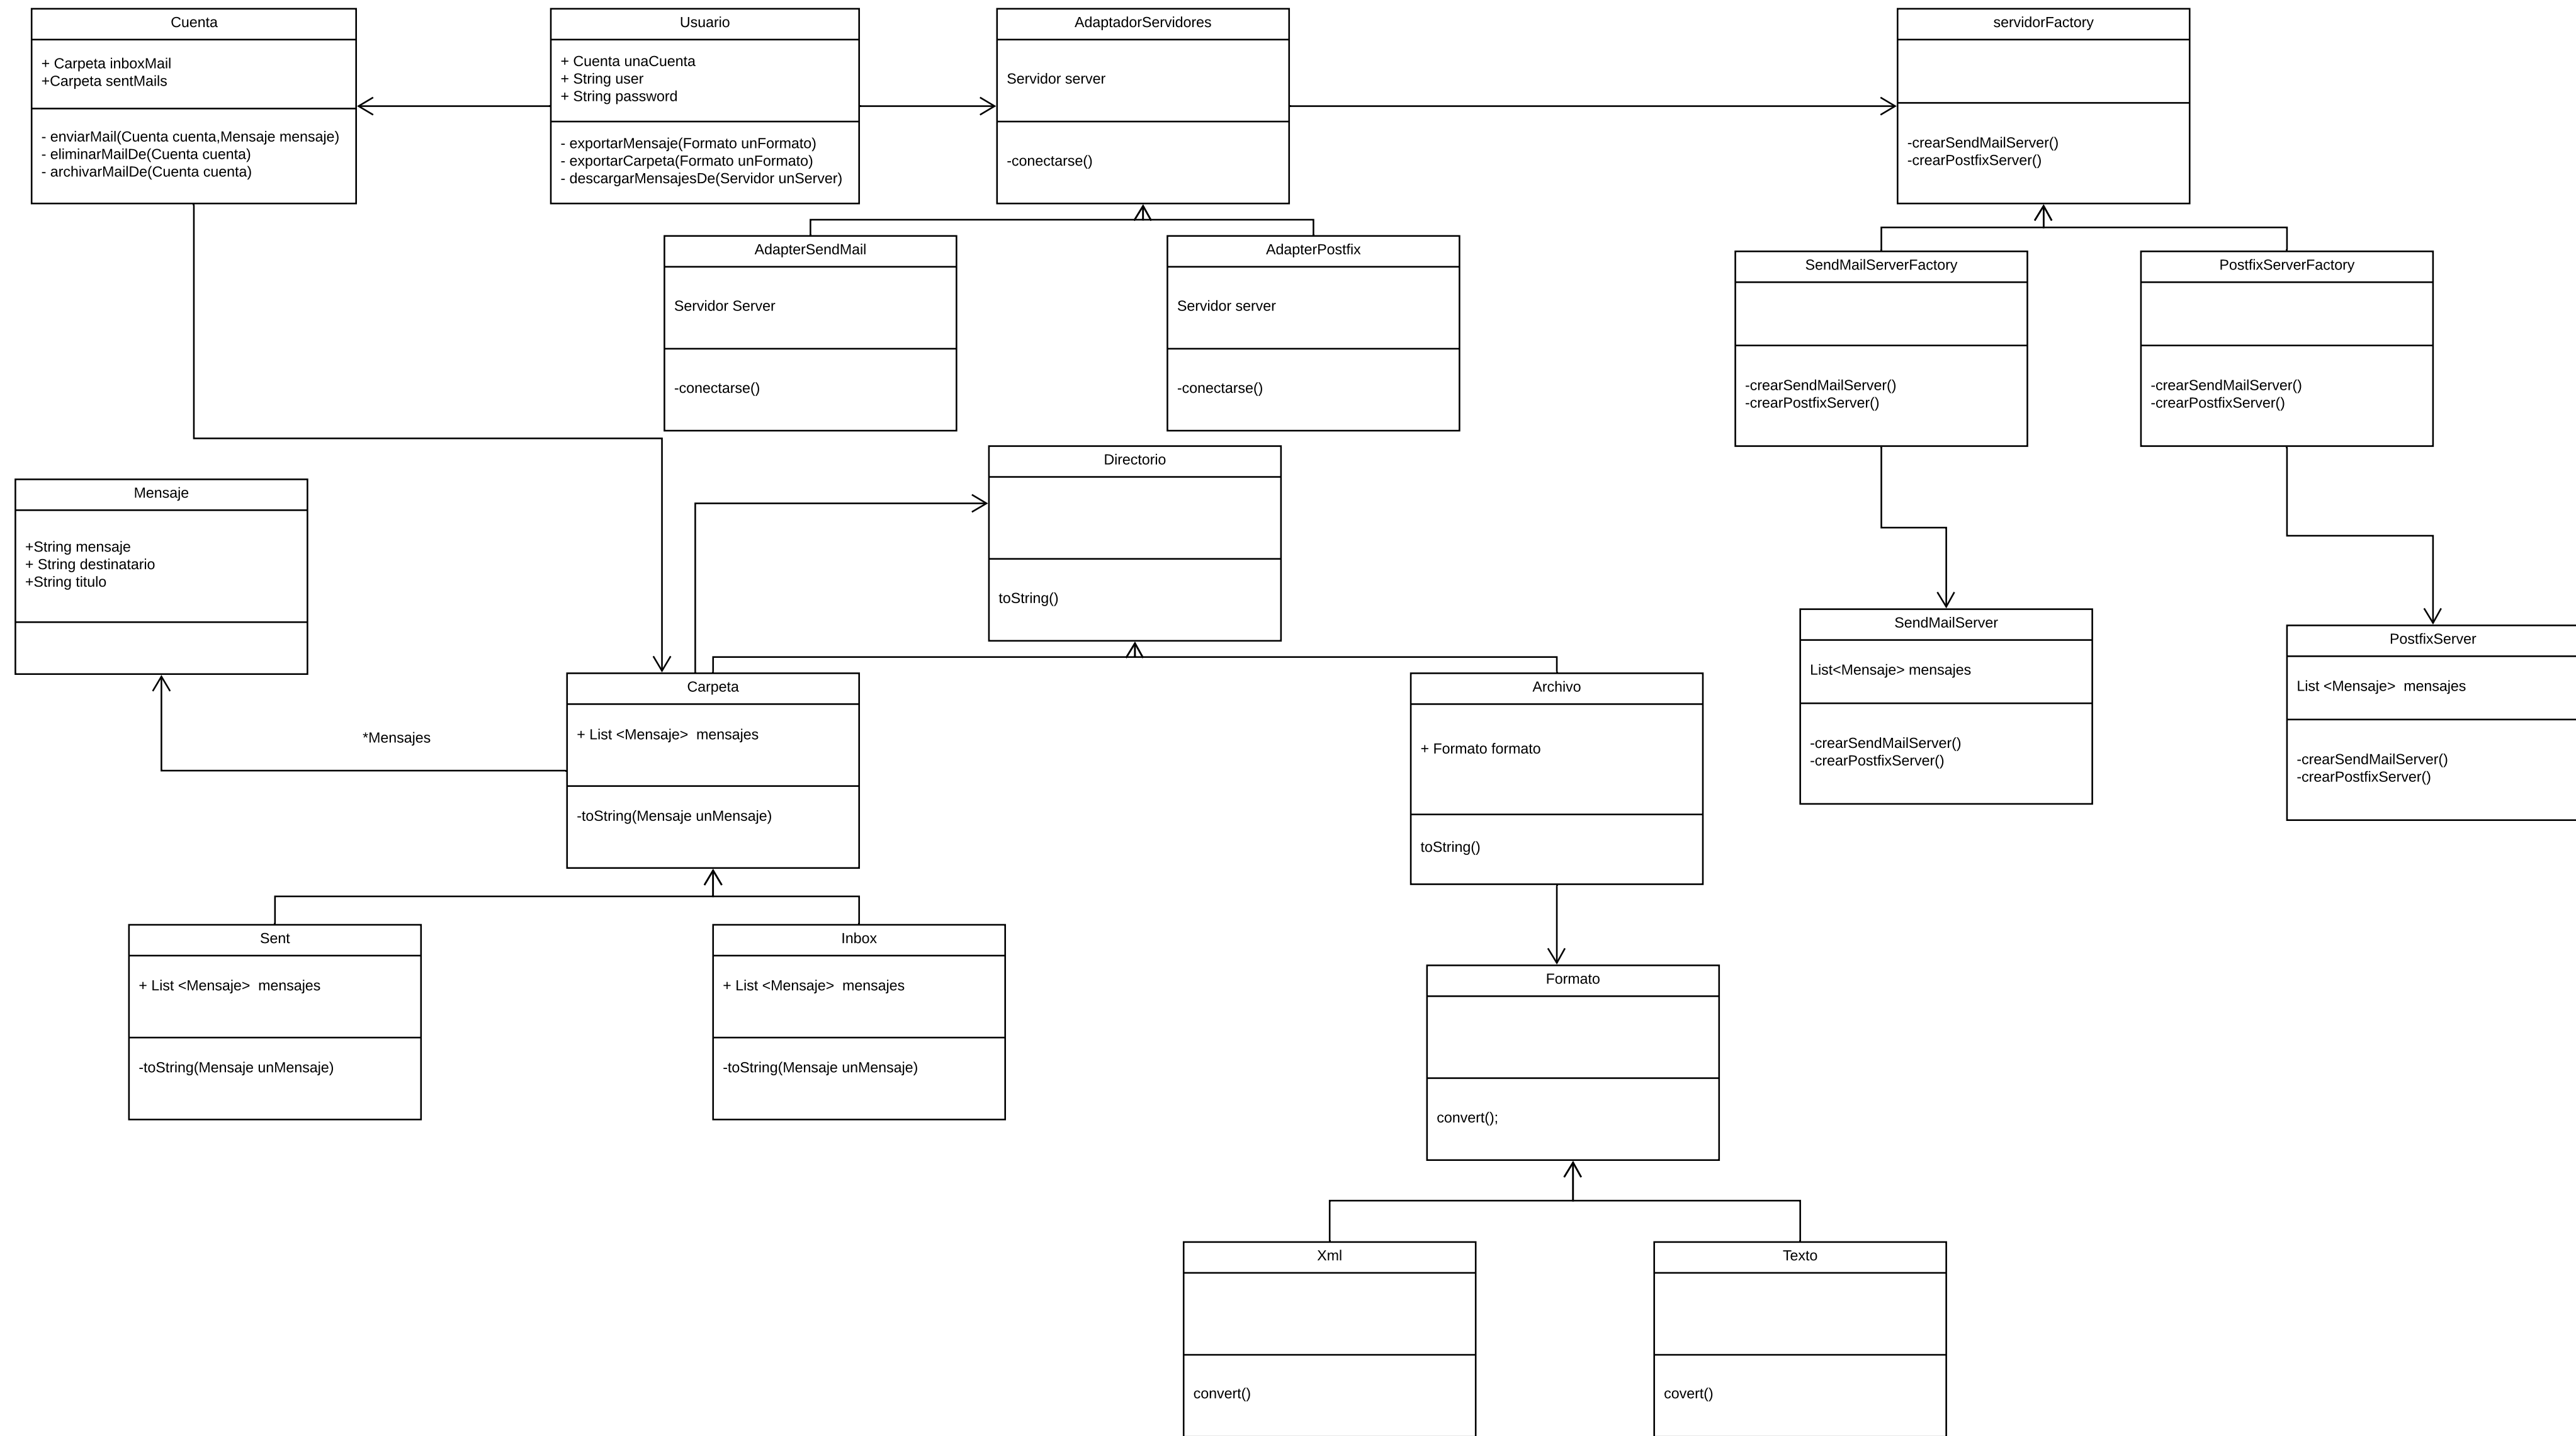 Cuenta
+ Carpeta inboxMail
+Carpeta sentMails
- enviarMail(Cuenta cuenta,Mensaje mensaje)
- eliminarMailDe(Cuenta cuenta)
- archivarMailDe(Cuenta cuenta)
Usuario
+ Cuenta unaCuenta
+ String user
+ String password
- exportarMensaje(Formato unFormato)
- exportarCarpeta(Formato unFormato)
- descargarMensajesDe(Servidor unServer)
AdaptadorServidores
Servidor server
-conectarse()
servidorFactory
-crearSendMailServer()
-crearPostfixServer()
AdapterSendMail
Servidor Server
-conectarse()
AdapterPostfix
Servidor server
-conectarse()
SendMailServerFactory
-crearSendMailServer()
-crearPostfixServer()
PostfixServerFactory
-crearSendMailServer()
-crearPostfixServer()
Directorio
toString()
Mensaje
+String mensaje
+ String destinatario
+String titulo
*Mensajes
Carpeta
+ List <Mensaje>  mensajes
-toString(Mensaje unMensaje)
Archivo
+ Formato formato
toString()
SendMailServer
List<Mensaje> mensajes
-crearSendMailServer()
-crearPostfixServer()
PostfixServer
List <Mensaje>  mensajes
-crearSendMailServer()
-crearPostfixServer()
Sent
+ List <Mensaje>  mensajes
-toString(Mensaje unMensaje)
Inbox
+ List <Mensaje>  mensajes
-toString(Mensaje unMensaje)
Formato
convert();
Xml
convert()
Texto
covert()